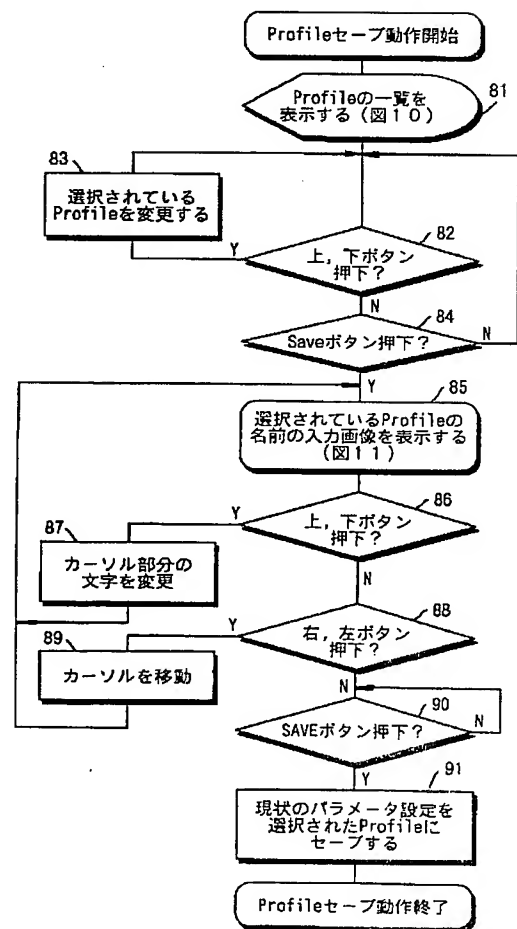 Profileセーブ動作開始
Profileの一覧を
表示する（図１０）
81
83
選択されている
Profileを変更する
Y
82
上，下ボタン
押下？
N
84
Saveボタン押下？
N
Y
85
選択されているProfileの
名前の入力画像を表示する
（図１１）
86
Y
上，下ボタン
押下？
87
カーソル部分の
文字を変更
N
88
Y
右，左ボタン
押下？
89
カーソルを移動
N
90
SAVEボタン押下？
N
Y
91
現状のパラメータ設定を
選択されたProfileに
セーブする
Profileセーブ動作終了